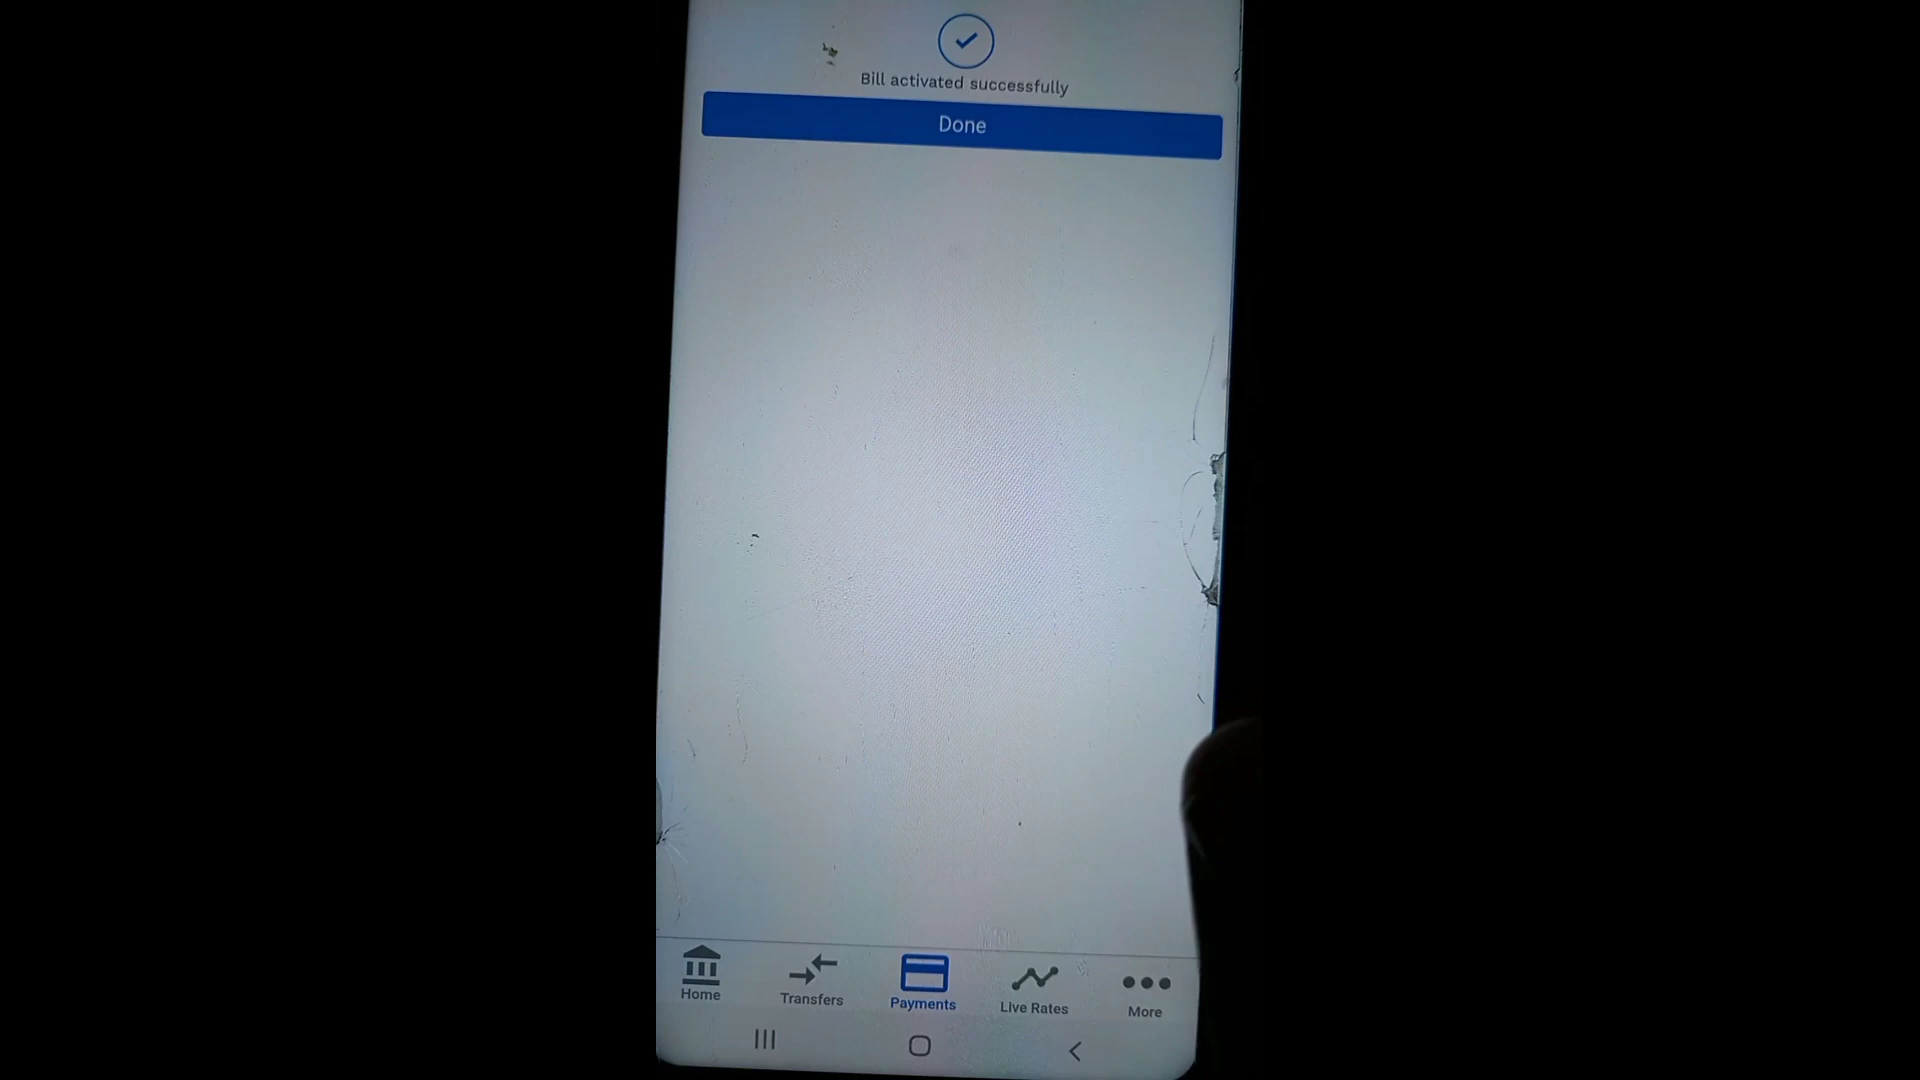 Bill activated successfully
Done
Home
Transfers
Payments
Live Rates
More